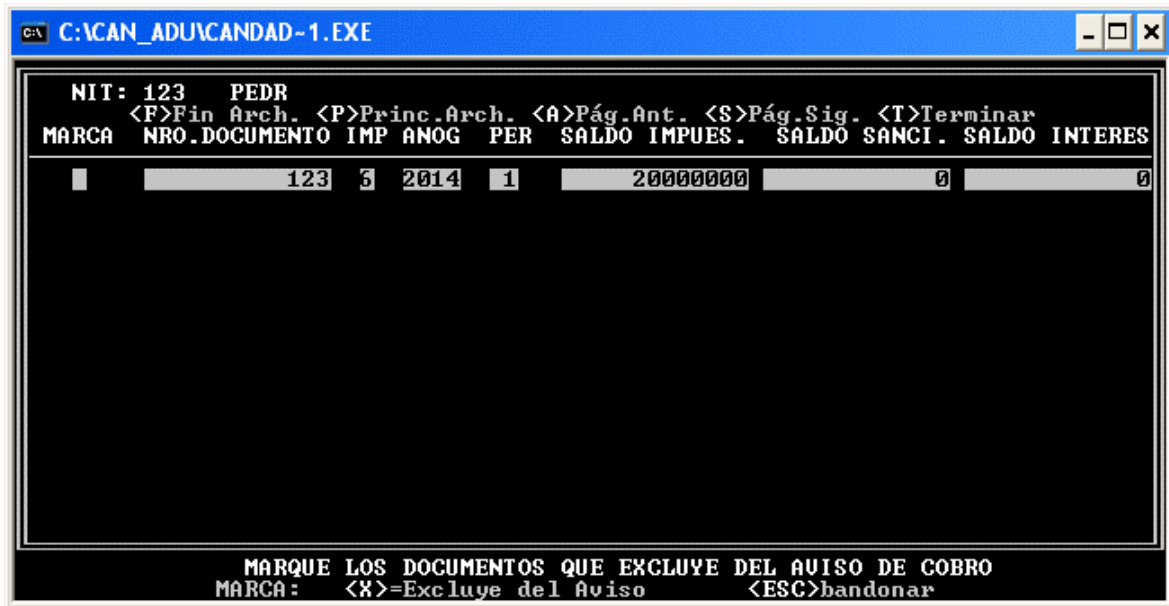 C:\CAN_ADU\CANDAD~1.EXE
NIT: 123 PEDR
<F>Fin Arch. <P>Princ.Arch. <A>Pág.Ant. <S>Pág.Sig. <T>Terminar
MARCA NRO.DOCUMENTO IMP ANOG PER SALDO IMPUES. SALDO SANCI. SALDO INTERES
123 6 2014 1 20000000 0 0
MARQUE LOS DOCUMENTOS QUE EXCLUYE DEL AVISO DE COBRO
MARCA: <X>=Excluye del Aviso <ESC>bandonar